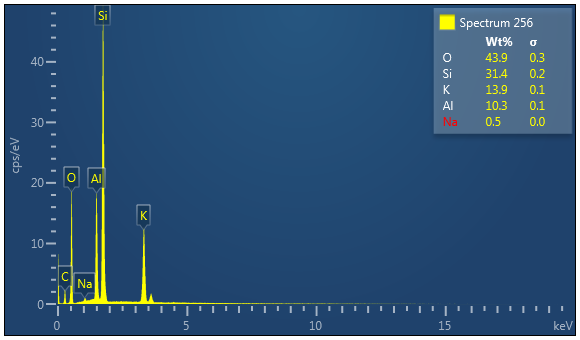 Si
Spectrum 256
Wt% σ
O 43.9 0.3
Si 31.4 0.2
K 13.9 0.1
Al 10.3 0.1
Na 0.5 0.0
40
30
cps/eV
20
O
Al
K
10
C
Na
0
0 5 10 15 keV